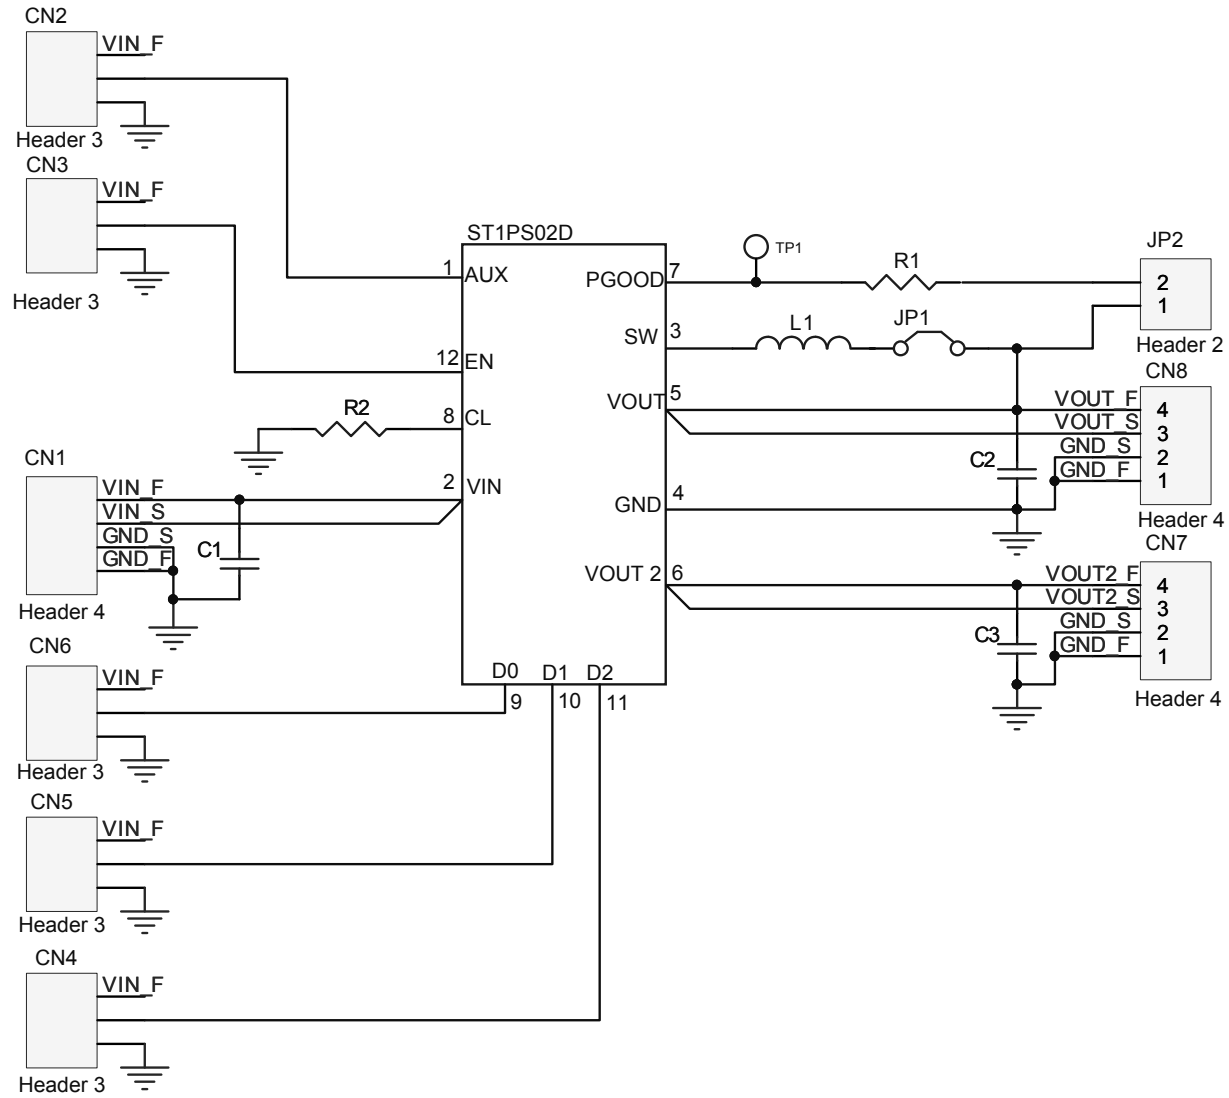 CN2
VIN_F
Header 3
CN3
VIN_F
Header 3
ST1PS02D
1 AUX
12 EN
R2
8 CL
2 VIN
CN1
VIN_F
VIN_S
GND_S
GND_F
C1
Header 4
PGOOD 7
TP1
R1
JP2
2
1
Header 2
SW 3
L1
JP1
VOUT 5
CN8
VOUT_F 4
VOUT_S 3
GND_S 2
GND_F 1
C2
Header 4
GND 4
CN7
VOUT 2 6
VOUT2_F 4
VOUT2_S 3
GND_S 2
GND_F 1
C3
Header 4
D0 D1 D2
9 10 11
CN6
VIN_F
Header 3
CN5
VIN_F
Header 3
CN4
VIN_F
Header 3